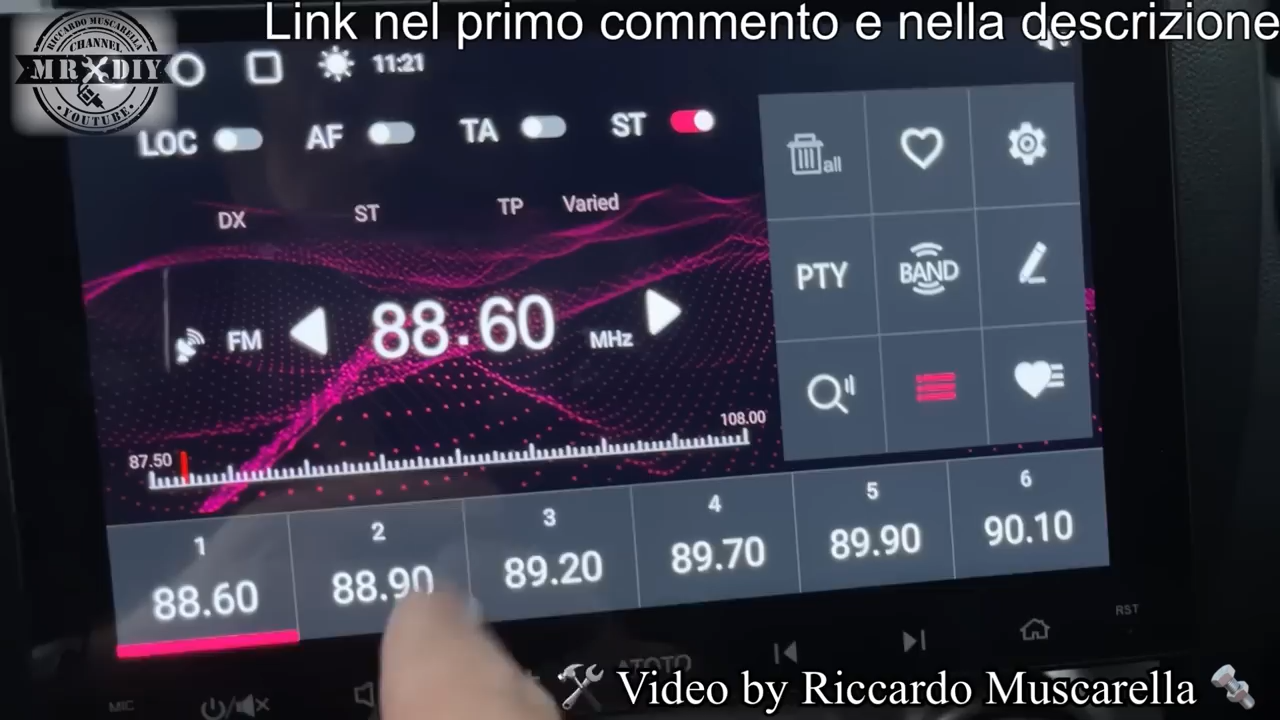 Link nel primo commento e nella descrizione
RICCARDO MUSCARELLA
CHANNEL
MR DIY
YOUTUBE
11:21
LOC AF TA ST
all
DX ST TP Varied
PTY BAND
FM 88.60 MHz
87.50 108.00
1 2 3 4 5 6
88.60 88.90 89.20 89.70 89.90 90.10
RST
ATOTO
MIC
Video by Riccardo Muscarella